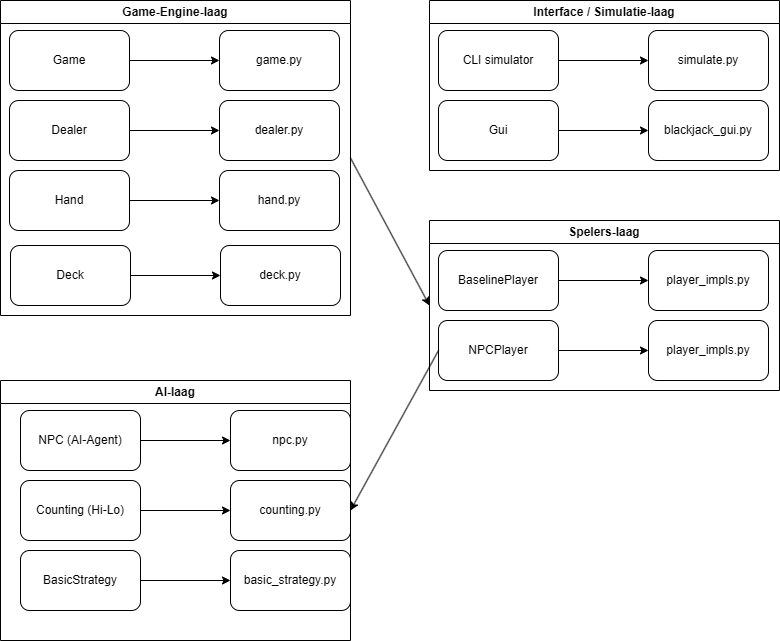 Game-Engine-laag
Game
game.py
Dealer
dealer.py
Hand
hand.py
Deck
deck.py
Interface / Simulatie-laag
CLI simulator
simulate.py
Gui
blackjack_gui.py
Spelers-laag
BaselinePlayer
player_impls.py
NPCPlayer
player_impls.py
AI-laag
NPC (AI-Agent)
npc.py
Counting (Hi-Lo)
counting.py
BasicStrategy
basic_strategy.py